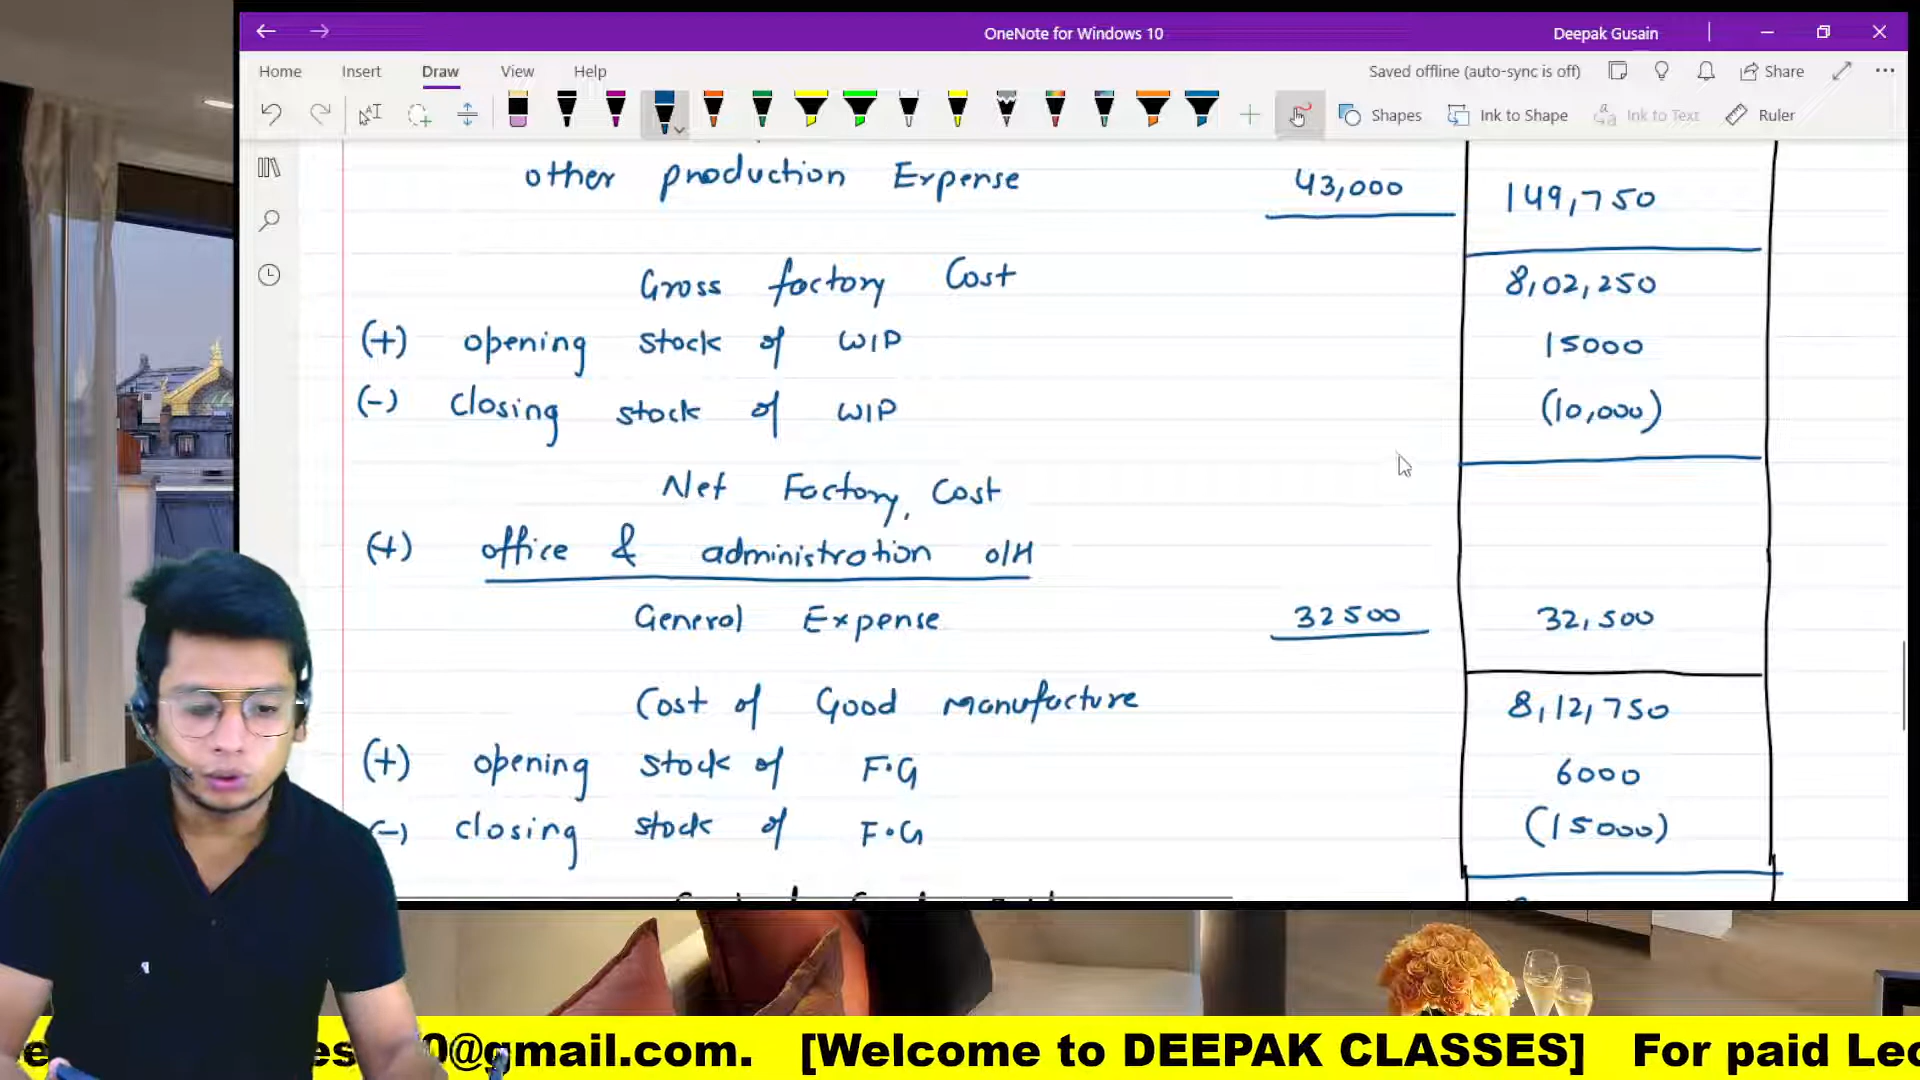 OneNote for Windows 10
Deepak Gusain
Home Insert Draw View Help
Saved offline (auto-sync is off)
Share
Shapes
Ink to Shape
Ink to Text
Ruler
other production Expense 43,000 149,750
Gross factory Cost 8,02,250
(+) opening stock of WIP 15000
(-) closing stock of WIP (10,000)
Net Factory Cost
(+) office & administration o/H
General Expense 32500 32,500
Cost of Good manufacture 8,12,750
(+) opening stock of F.G 6000
(-) closing stock of F.G (15000)
0@gmail.com. [Welcome to DEEPAK CLASSES] For paid Lec